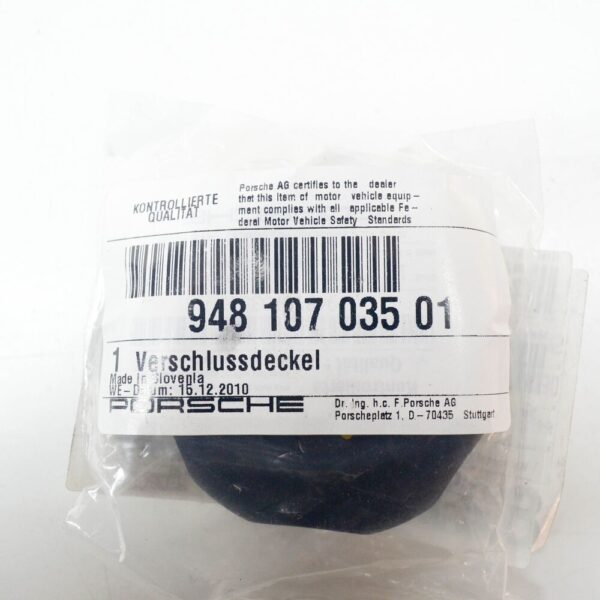 KONTROLLIERTE
QUALITÄT
Porsche AG certifies to the dealer
that this item of motor vehicle equip-
ment complies with all applicable Fe-
deral Motor Vehicle Safety Standards
948 107 035 01
1 Verschlussdeckel
Made in Slovenia
WE-Datum: 15.12.2010
PORSCHE
Dr. Ing. h.c. F.Porsche AG
Porscheplatz 1, D-70435 Stuttgart